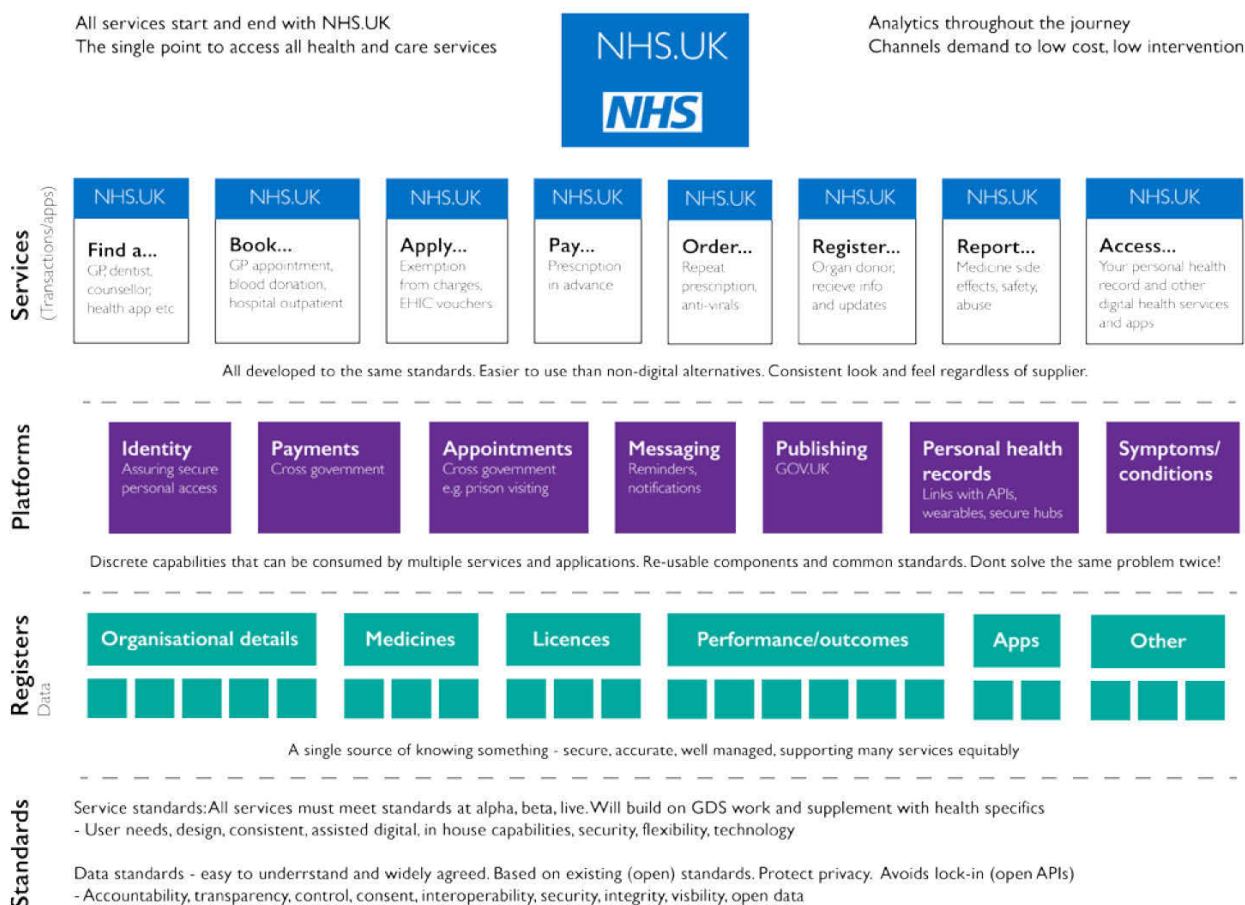 All services start and end with NHS.UK
The single point to access all health and care services
NHS.UK
NHS
Analytics throughout the journey
Channels demand to low cost, low intervention
Services
(Transactions/apps)
NHS.UK
Find a...
GP, dentist,
counsellor,
health app etc
NHS.UK
Book...
GP appointment,
blood donation,
hospital outpatient
NHS.UK
Apply...
Exemption
from charges,
EHIC vouchers
NHS.UK
Pay...
Prescription
in advance
NHS.UK
Order...
Repeat
prescription,
anti-virals
NHS.UK
Register...
Organ donor,
recieve info
and updates
NHS.UK
Report...
Medicine side
effects, safety,
abuse
NHS.UK
Access...
Your personal health
record and other
digital health services
and apps
All developed to the same standards. Easier to use than non-digital alternatives. Consistent look and feel regardless of supplier.
Platforms
Identity
Assuring secure
personal access
Payments
Cross government
Appointments
Cross government
e.g. prison visiting
Messaging
Reminders,
notifications
Publishing
GOV.UK
Personal health
records
Links with APIs,
wearables, secure hubs
Symptoms/
conditions
Discrete capabilities that can be consumed by multiple services and applications. Re-usable components and common standards. Dont solve the same problem twice!
Registers
Data
Organisational details
Medicines
Licences
Performance/outcomes
Apps
Other
A single source of knowing something - secure, accurate, well managed, supporting many services equitably
Standards
Service standards: All services must meet standards at alpha, beta, live. Will build on GDS work and supplement with health specifics
- User needs, design, consistent, assisted digital, in house capabilities, security, flexibility, technology
Data standards - easy to underrstand and widely agreed. Based on existing (open) standards. Protect privacy. Avoids lock-in (open APIs)
- Accountability, transparency, control, consent, interoperability, security, integrity, visbility, open data